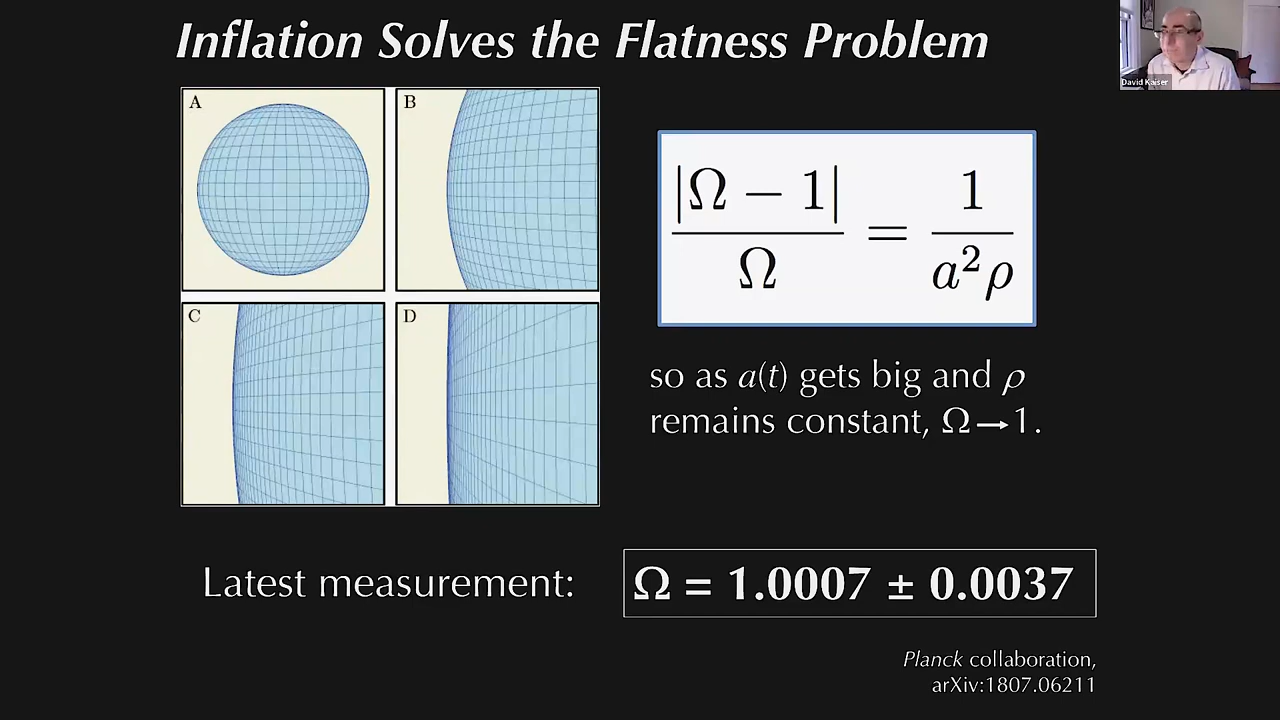 Inflation Solves the Flatness Problem
David Kaiser
A
B
C
D
|Ω − 1|
Ω
=
1
a²ρ
so as a(t) gets big and ρ
remains constant, Ω→1.
Latest measurement:
Ω = 1.0007 ± 0.0037
Planck collaboration,
arXiv:1807.06211